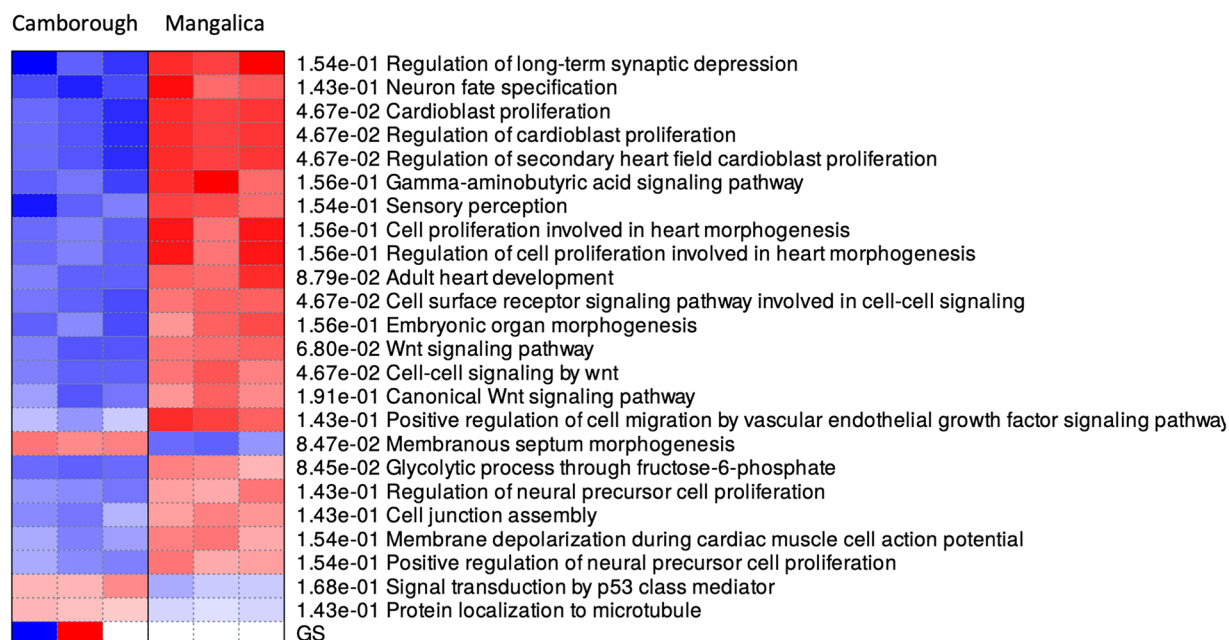 Camborough Mangalica
1.54e-01 Regulation of long-term synaptic depression
1.43e-01 Neuron fate specification
4.67e-02 Cardioblast proliferation
4.67e-02 Regulation of cardioblast proliferation
4.67e-02 Regulation of secondary heart field cardioblast proliferation
1.56e-01 Gamma-aminobutyric acid signaling pathway
1.54e-01 Sensory perception
1.56e-01 Cell proliferation involved in heart morphogenesis
1.56e-01 Regulation of cell proliferation involved in heart morphogenesis
8.79e-02 Adult heart development
4.67e-02 Cell surface receptor signaling pathway involved in cell-cell signaling
1.56e-01 Embryonic organ morphogenesis
6.80e-02 Wnt signaling pathway
4.67e-02 Cell-cell signaling by wnt
1.91e-01 Canonical Wnt signaling pathway
1.43e-01 Positive regulation of cell migration by vascular endothelial growth factor signaling pathway
8.47e-02 Membranous septum morphogenesis
8.45e-02 Glycolytic process through fructose-6-phosphate
1.43e-01 Regulation of neural precursor cell proliferation
1.43e-01 Cell junction assembly
1.54e-01 Membrane depolarization during cardiac muscle cell action potential
1.54e-01 Positive regulation of neural precursor cell proliferation
1.68e-01 Signal transduction by p53 class mediator
1.43e-01 Protein localization to microtubule
GS